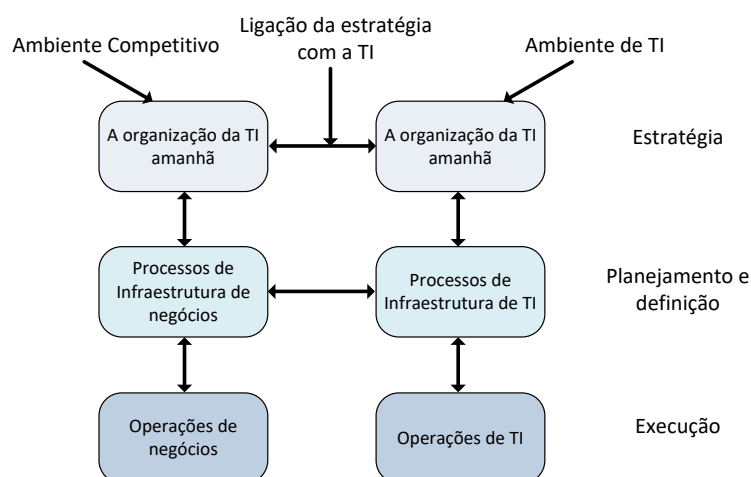 Ligação da estratégia
com a TI
Ambiente Competitivo
Ambiente de TI
A organização da TI
amanhã
A organização da TI
amanhã
Estratégia
Processos de
Infraestrutura de
negócios
Processos de
Infraestrutura de TI
Planejamento e
definição
Operações de
negócios
Operações de TI
Execução